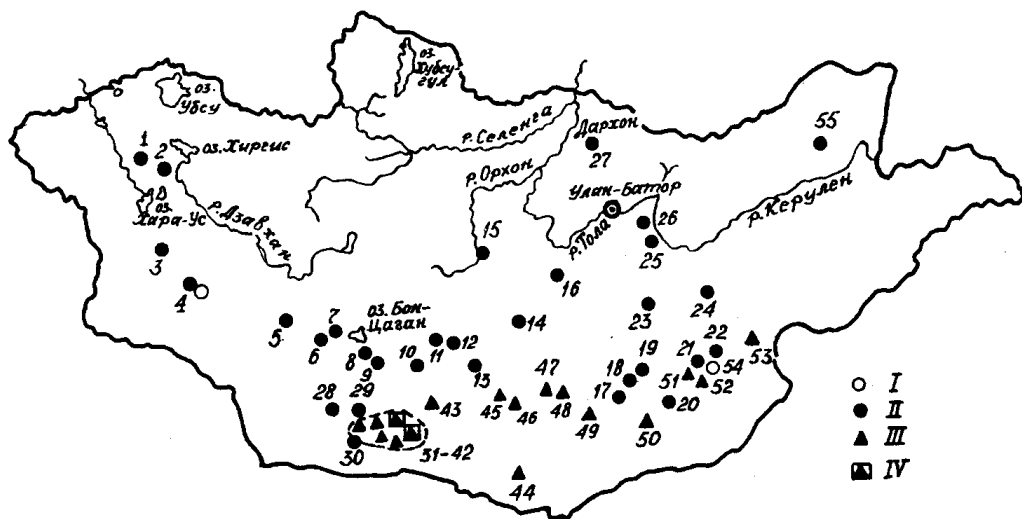 оз.
Хубсу-
гул
оз.
Убсу
р. Селенга
Дархон
27
55
1
2
оз. Хиргис
р. Орхон
Улан-Батор
оз.
Хара-Ус
р. Дзавхан
р. Тола
26
р. Керулен
25
15
3
16
4
24
23
оз. Бон-
Цаган
14
5
7
6
8
9
10
11
12
13
19
18
17
21
22
54
53
51
52
20
47
48
45
46
49
50
28
29
43
30
31-42
44
I
II
III
IV